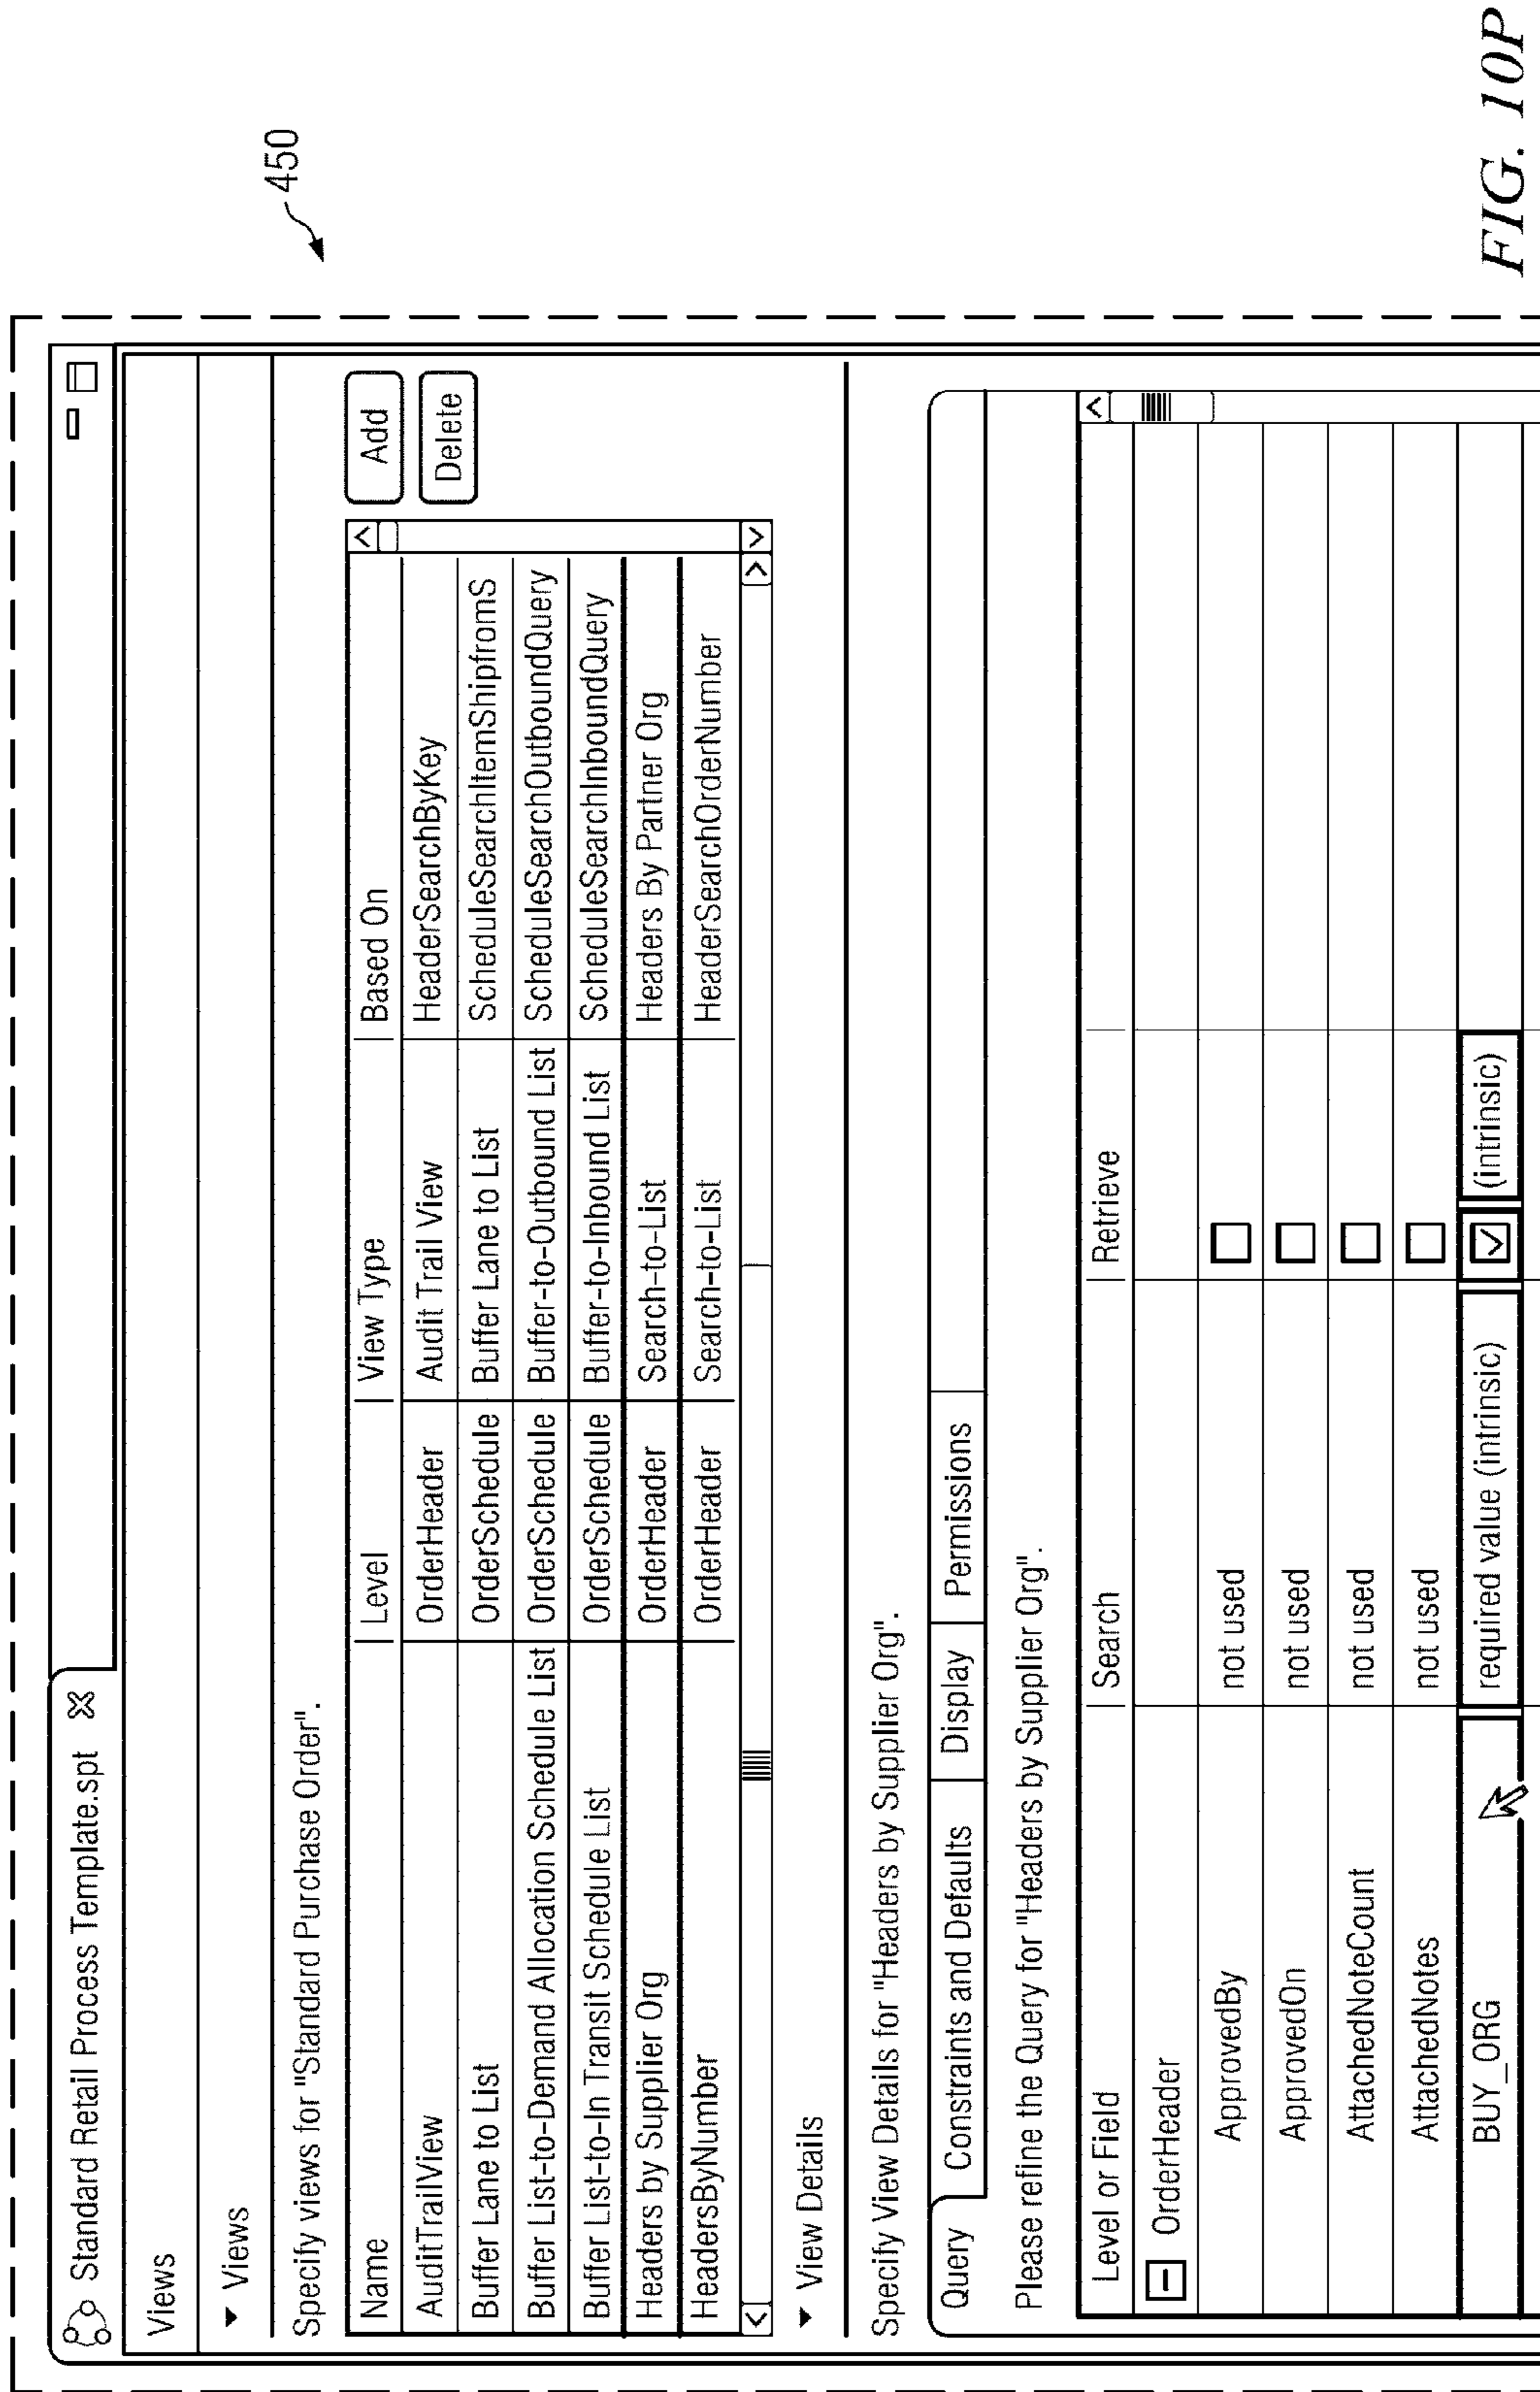 Standard Retail Process Template.spt
Views
Views
Specify views for "Standard Purchase Order".
Name Level View Type Based On
AuditTrailView OrderHeader Audit Trail View HeaderSearchByKey
Buffer Lane to List OrderSchedule Buffer Lane to List ScheduleSearchItemShipfromS
Buffer List-to-Demand Allocation Schedule List OrderSchedule Buffer-to-Outbound List ScheduleSearchOutboundQuery
Buffer List-to-In Transit Schedule List OrderSchedule Buffer-to-Inbound List ScheduleSearchInboundQuery
Headers by Supplier Org OrderHeader Search-to-List Headers By Partner Org
HeadersByNumber OrderHeader Search-to-List HeaderSearchOrderNumber
Add
Delete
View Details
Specify View Details for "Headers by Supplier Org".
Query Constraints and Defaults Display Permissions
Please refine the Query for "Headers by Supplier Org".
Level or Field Search Retrieve
OrderHeader
ApprovedBy not used
ApprovedOn not used
AttachedNoteCount not used
AttachedNotes not used
BUY_ORG required value (intrinsic) (intrinsic)
450
FIG. 10P